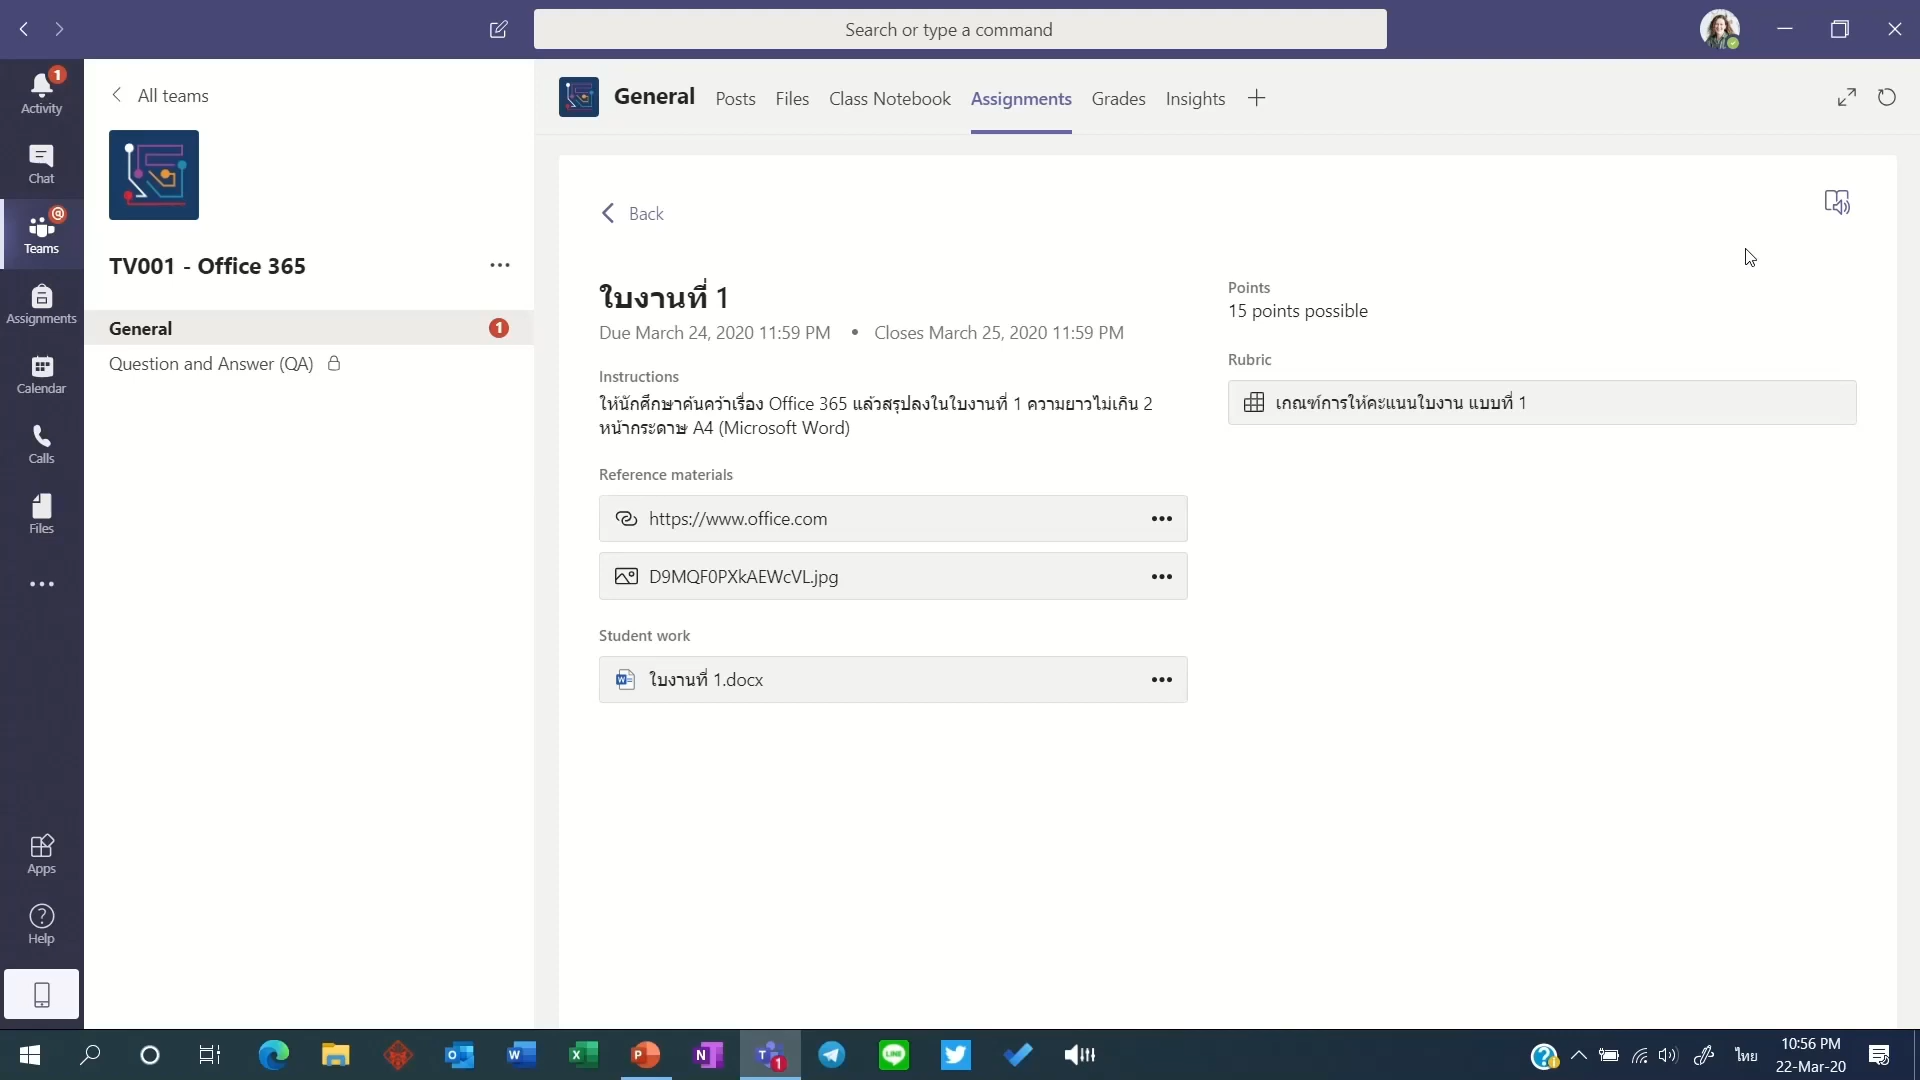 Search or type a command
1
Activity
Chat
@
Teams
Assignments
Calendar
Calls
Files
Apps
Help
All teams
TV001 - Office 365
General
1
Question and Answer (QA)
General
Posts
Files
Class Notebook
Assignments
Grades
Insights
Back
ใบงานที่ 1
Due March 24, 2020 11:59 PM • Closes March 25, 2020 11:59 PM
Instructions
ให้นักศึกษาค้นคว้าเรื่อง Office 365 แล้วสรุปลงในใบงานที่ 1 ความยาวไม่เกิน 2
หน้ากระดาษ A4 (Microsoft Word)
Reference materials
https://www.office.com
D9MQF0PXkAEWcVL.jpg
Student work
ใบงานที่ 1.docx
Points
15 points possible
Rubric
เกณฑ์การให้คะแนนใบงาน แบบที่ 1
LINE
1
ไทย
10:56 PM
22-Mar-20